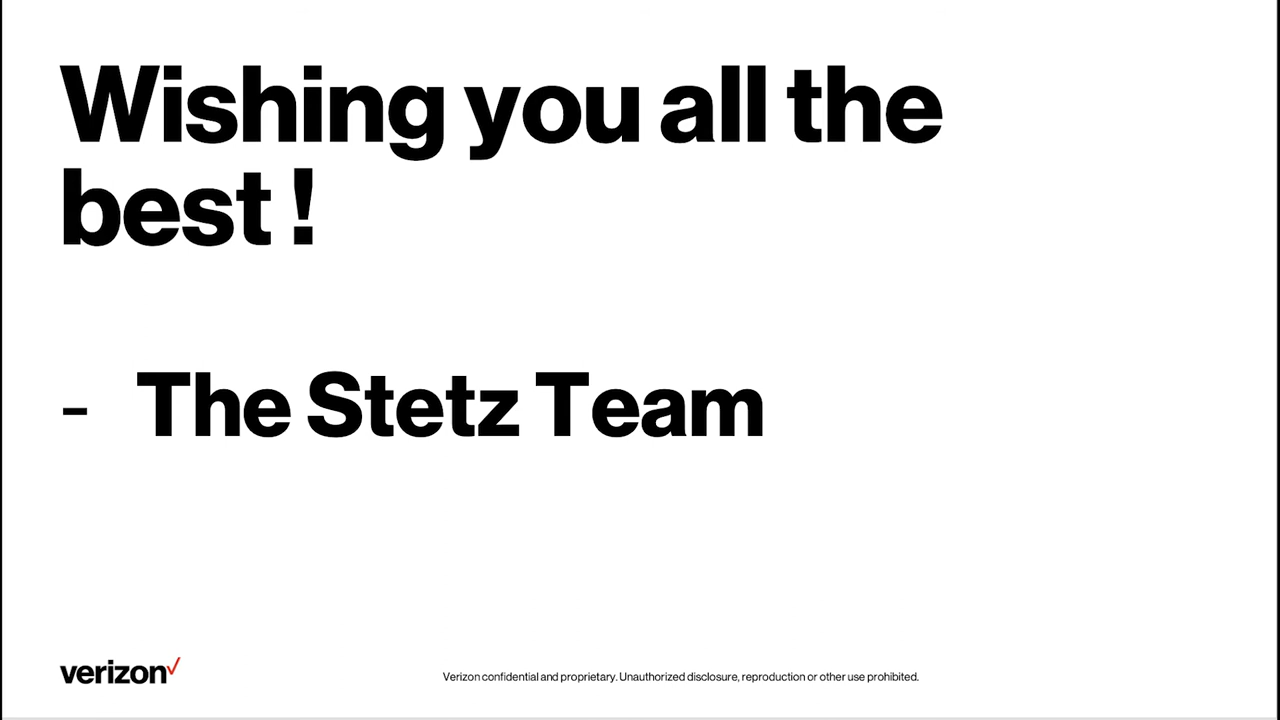 Wishing you all the
best !
- The Stetz Team
verizon✓
Verizon confidential and proprietary. Unauthorized disclosure, reproduction or other use prohibited.